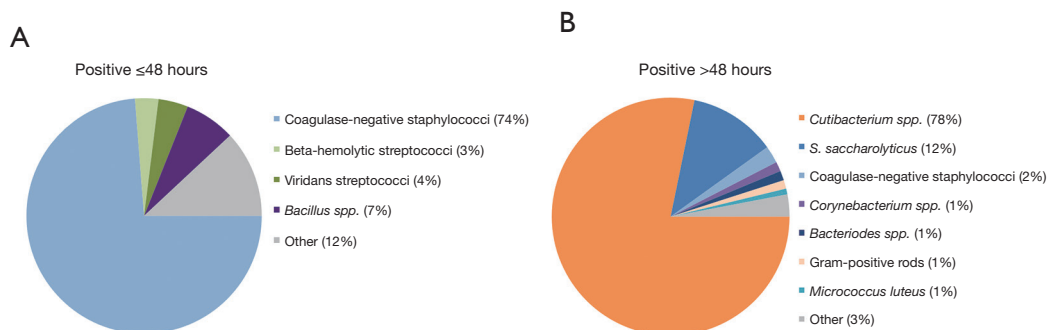 A
Positive ≤48 hours
Coagulase-negative staphylococci (74%)
Beta-hemolytic streptococci (3%)
Viridans streptococci (4%)
Bacillus spp. (7%)
Other (12%)
B
Positive >48 hours
Cutibacterium spp. (78%)
S. saccharolyticus (12%)
Coagulase-negative staphylococci (2%)
Corynebacterium spp. (1%)
Bacteriodes spp. (1%)
Gram-positive rods (1%)
Micrococcus luteus (1%)
Other (3%)